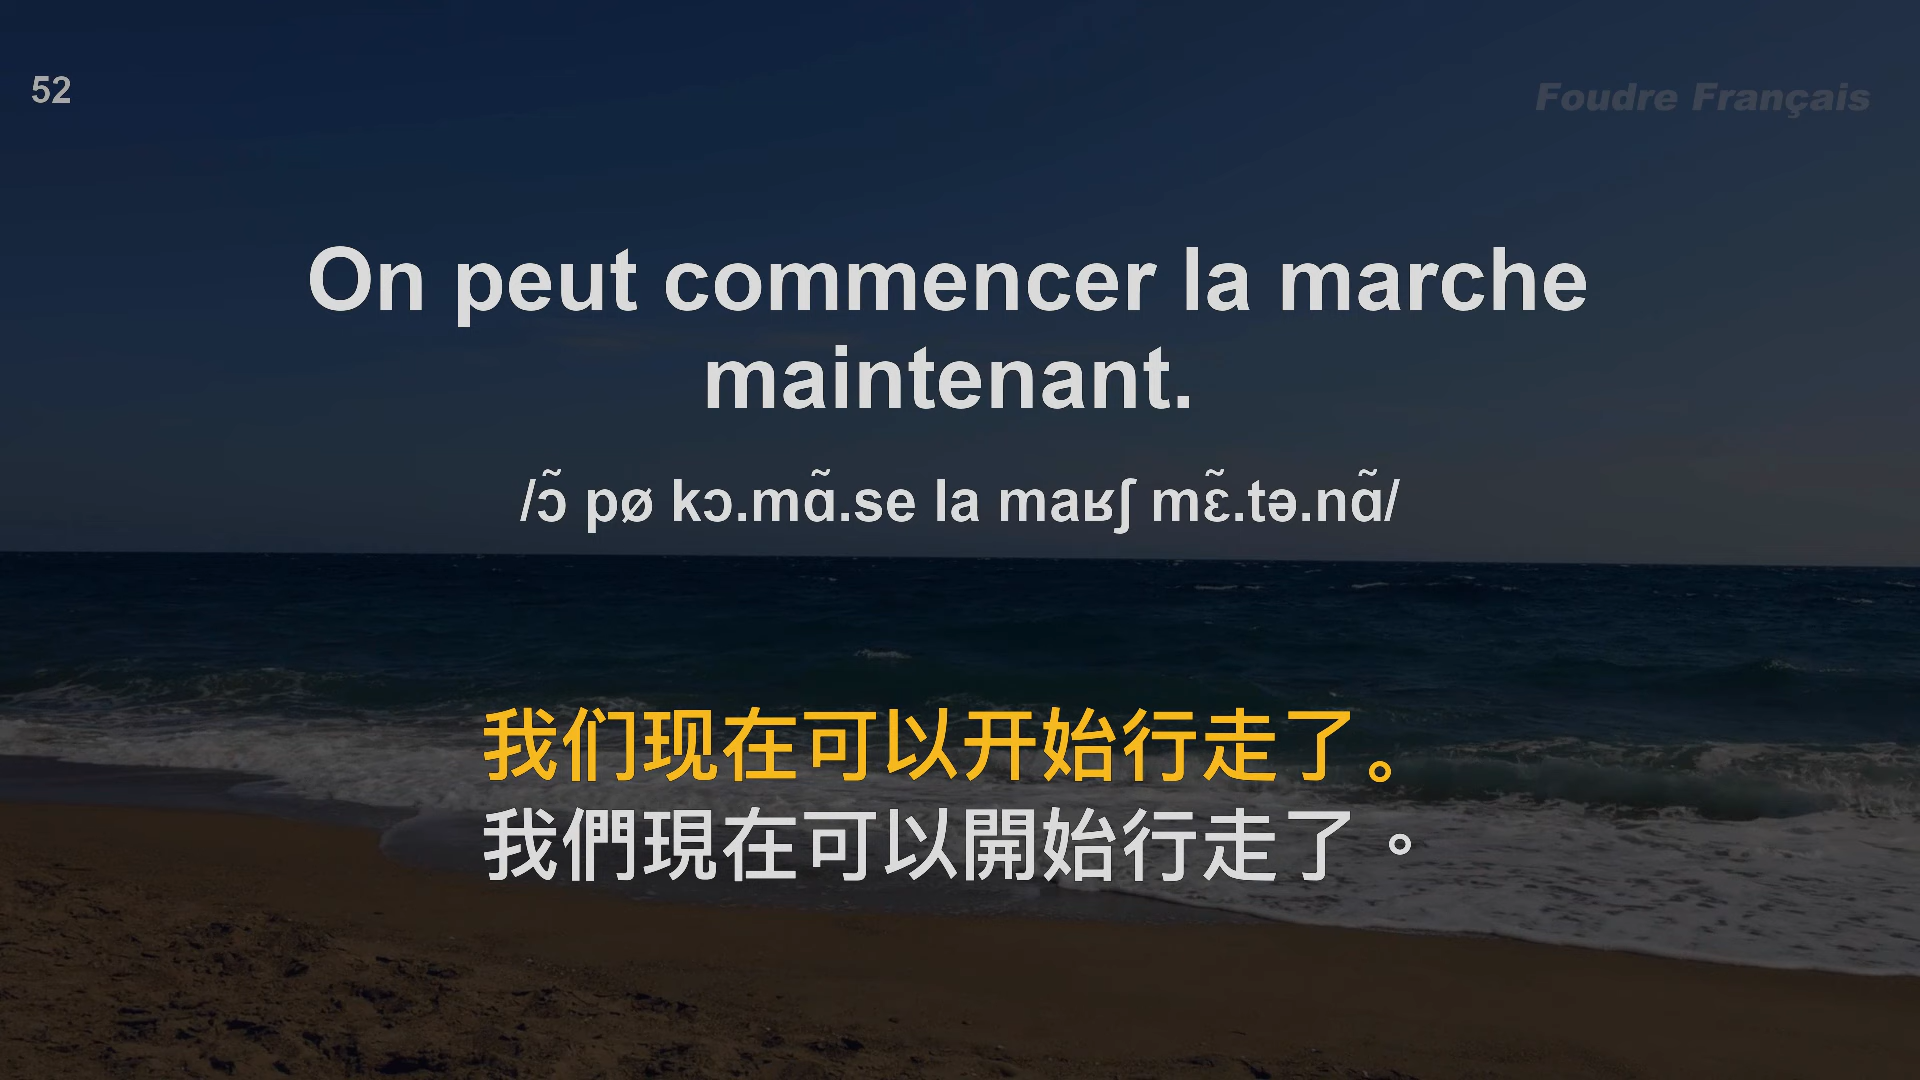 52
Foudre Français
On peut commencer la marche
maintenant.
/ɔ̃ pø kɔ.mɑ̃.se la maʁʃ mɛ̃.tə.nɑ̃/
我们现在可以开始行走了。
我們現在可以開始行走了。